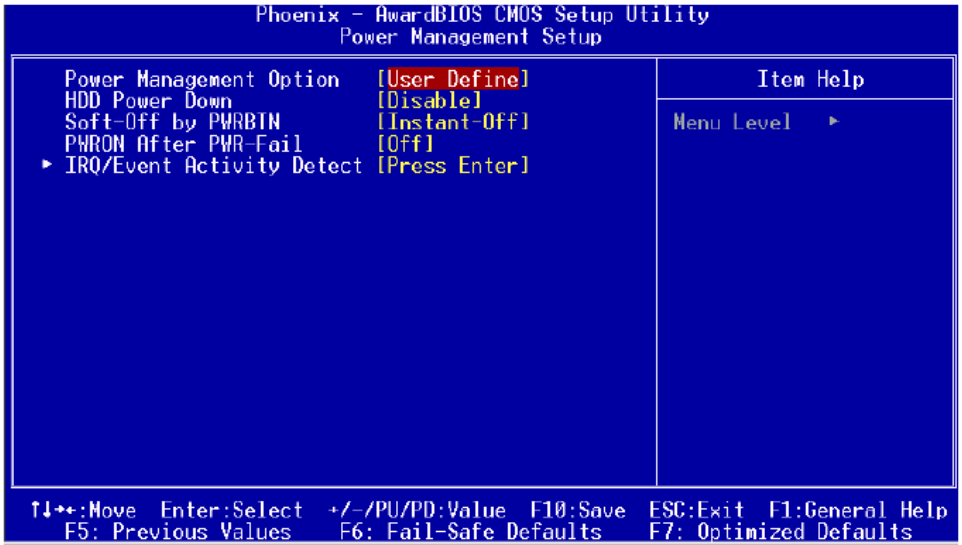 Phoenix - AwardBIOS CMOS Setup Utility
Power Management Setup
Power Management Option [User Define]
HDD Power Down [Disable]
Soft-Off by PWRBTN [Instant-Off]
PWRON After PWR-Fail [Off]
► IRQ/Event Activity Detect [Press Enter]
Item Help
Menu Level ►
↑↓→←:Move Enter:Select +/-/PU/PD:Value F10:Save ESC:Exit F1:General Help
F5: Previous Values F6: Fail-Safe Defaults F7: Optimized Defaults